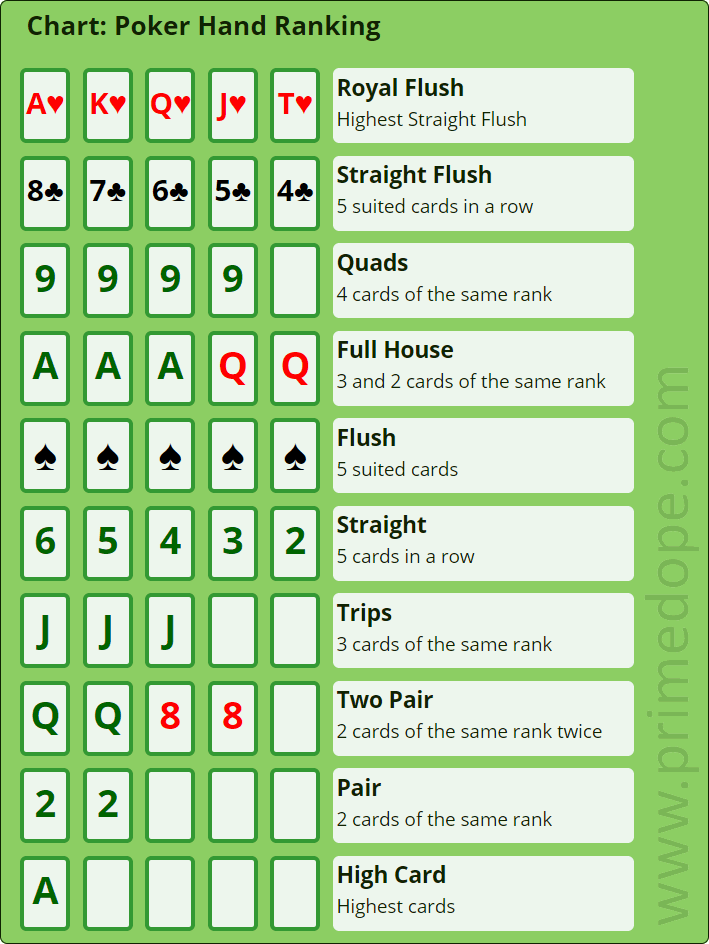 Chart: Poker Hand Ranking
A♥ K♥ Q♥ J♥ T♥
Royal Flush
Highest Straight Flush
8♣ 7♣ 6♣ 5♣ 4♣
Straight Flush
5 suited cards in a row
9 9 9 9
Quads
4 cards of the same rank
A A A Q Q
Full House
3 and 2 cards of the same rank
♠ ♠ ♠ ♠ ♠
Flush
5 suited cards
6 5 4 3 2
Straight
5 cards in a row
J J J
Trips
3 cards of the same rank
Q Q 8 8
Two Pair
2 cards of the same rank twice
2 2
Pair
2 cards of the same rank
A
High Card
Highest cards
www.primedope.com